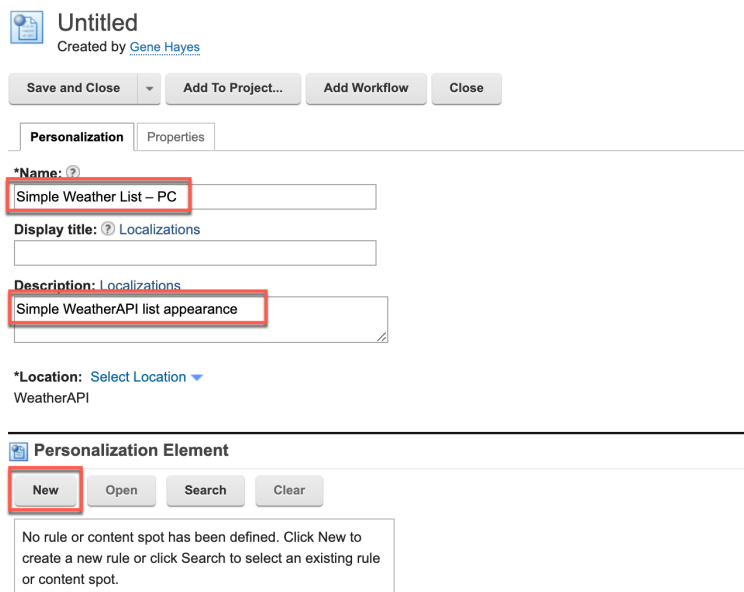 Untitled
Created by Gene Hayes
Save and Close Add To Project... Add Workflow Close
Personalization Properties
*Name: ?
Simple Weather List – PC
Display title: ? Localizations
Description: Localizations
Simple WeatherAPI list appearance
*Location: Select Location
WeatherAPI
Personalization Element
New Open Search Clear
No rule or content spot has been defined. Click New to
create a new rule or click Search to select an existing rule
or content spot.